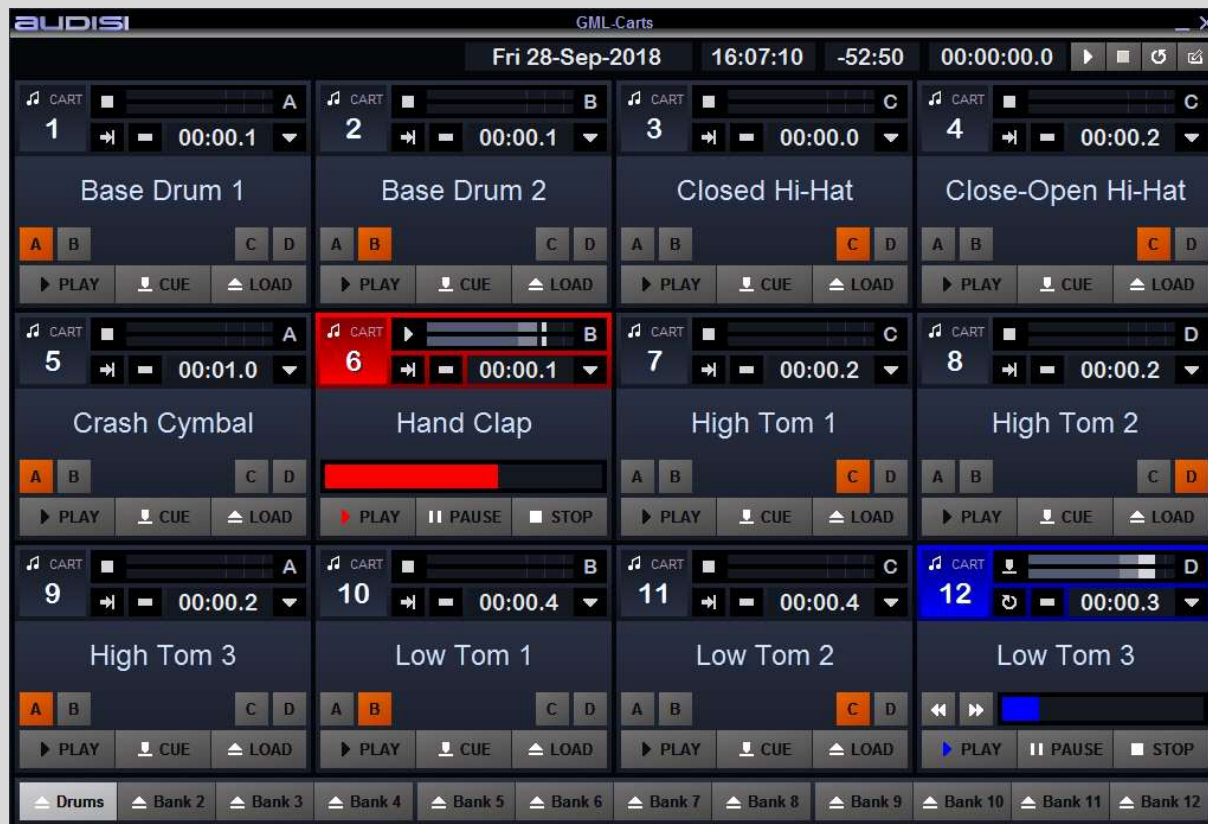 AUDISI GML-Carts
Fri 28-Sep-2018 16:07:10 -52:50 00:00:00.0
CART A CART B CART C CART C
1 00:00.1 2 00:00.1 3 00:00.0 4 00:00.2
Base Drum 1 Base Drum 2 Closed Hi-Hat Close-Open Hi-Hat
A B C D A B C D A B C D A B C D
PLAY CUE LOAD PLAY CUE LOAD PLAY CUE LOAD PLAY CUE LOAD
CART A CART B CART C CART D
5 00:01.0 6 00:00.1 7 00:00.2 8 00:00.2
Crash Cymbal Hand Clap High Tom 1 High Tom 2
A B C D A B C D A B C D
PLAY CUE LOAD PLAY PAUSE STOP PLAY CUE LOAD PLAY CUE LOAD
CART A CART B CART C CART D
9 00:00.2 10 00:00.4 11 00:00.4 12 00:00.3
High Tom 3 Low Tom 1 Low Tom 2 Low Tom 3
A B C D A B C D A B C D
PLAY CUE LOAD PLAY CUE LOAD PLAY CUE LOAD PLAY PAUSE STOP
Drums Bank 2 Bank 3 Bank 4 Bank 5 Bank 6 Bank 7 Bank 8 Bank 9 Bank 10 Bank 11 Bank 12